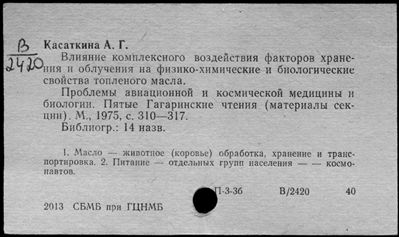 В
2420
Касаткина А. Г.
Влияние комплексного воздействия факторов хране-
ния и облучения на физико-химические и биологические
свойства топленого масла.
Проблемы авиационной и космической медицины и
биологии. Пятые Гагаринские чтения (материалы сек-
ции). М., 1975, с. 310—317.
Библиогр.: 14 назв.
1. Масло — животное (коровье) обработка, хранение и транс-
портировка. 2. Питание — отдельных групп населения — — космо-
навтов.
П-3-3б В/2420 40
2013 СБМБ при ГЦНМБ